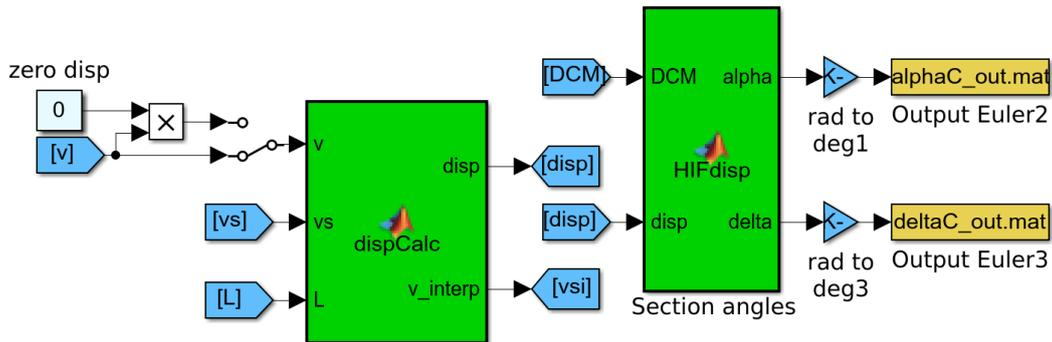 zero disp
0
[v]
[vs]
[L]
v
vs
L
dispCalc
disp
v_interp
[disp]
[vsi]
[DCM]
[disp]
DCM
disp
HIFdisp
alpha
delta
Section angles
K-
rad to
deg1
K-
rad to
deg3
alphaC_out.mat
Output Euler2
deltaC_out.mat
Output Euler3